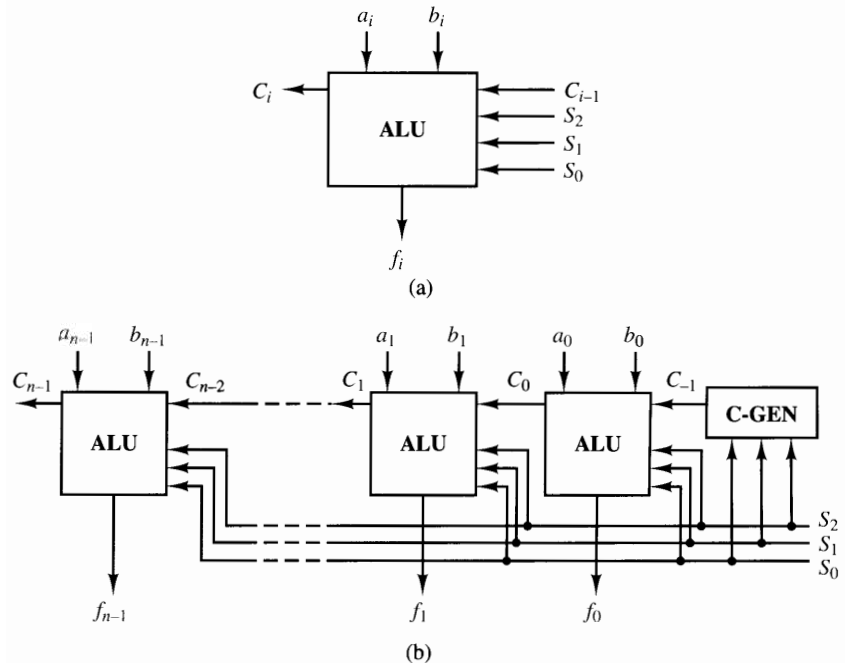 a_i b_i
C_i ALU C_{i–1}
S_2
S_1
S_0
f_i
(a)
a_{n–1} b_{n–1} a_1 b_1 a_0 b_0
C_{n–1} C_{n–2} C_1 C_0 C_{–1}
ALU ALU ALU C-GEN
S_2
S_1
S_0
f_{n–1} f_1 f_0
(b)